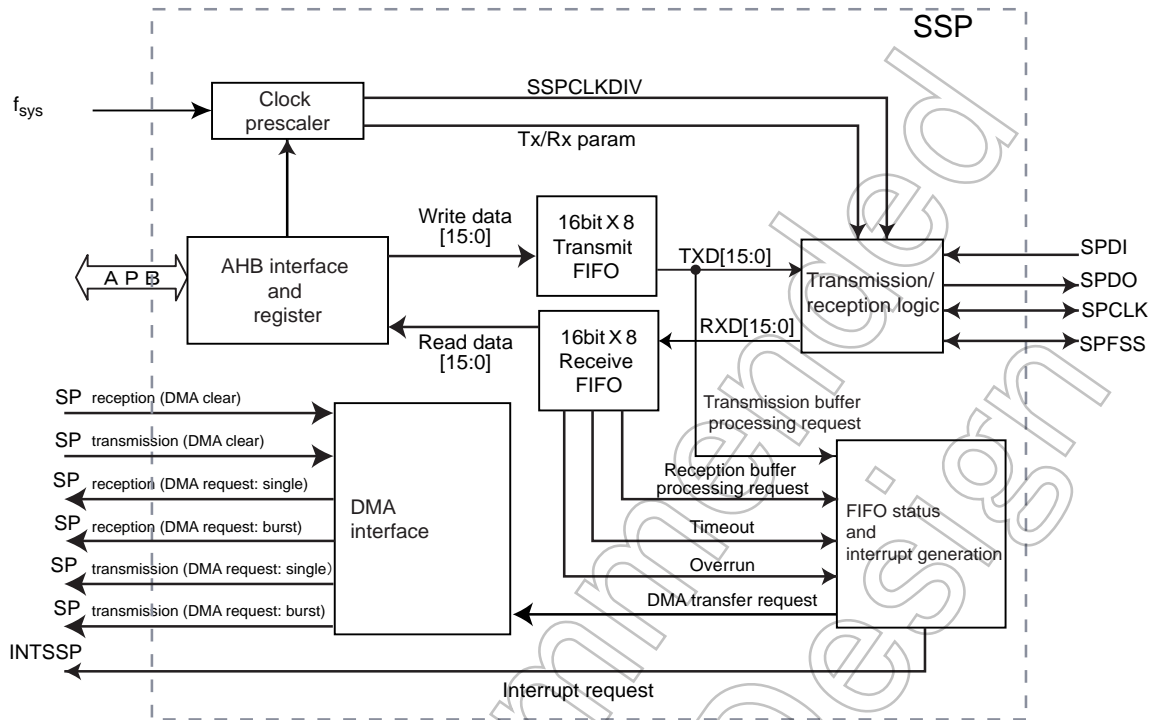 SSP
fsys
Clock
prescaler
SSPCLKDIV
Tx/Rx param
Write data
[15:0]
16bit X 8
Transmit
FIFO
TXD[15:0]
Transmission/
reception logic
SPDI
SPDO
SPCLK
SPFSS
APB
AHB interface
and
register
Read data
[15:0]
16bit X 8
Receive
FIFO
RXD[15:0]
SP reception (DMA clear)
SP transmission (DMA clear)
SP reception (DMA request: single)
SP reception (DMA request: burst)
SP transmission (DMA request: single)
SP transmission (DMA request: burst)
INTSSP
DMA
interface
Transmission buffer
processing request
Reception buffer
processing request
Timeout
Overrun
DMA transfer request
FIFO status
and
interrupt generation
Interrupt request
mmended
Design